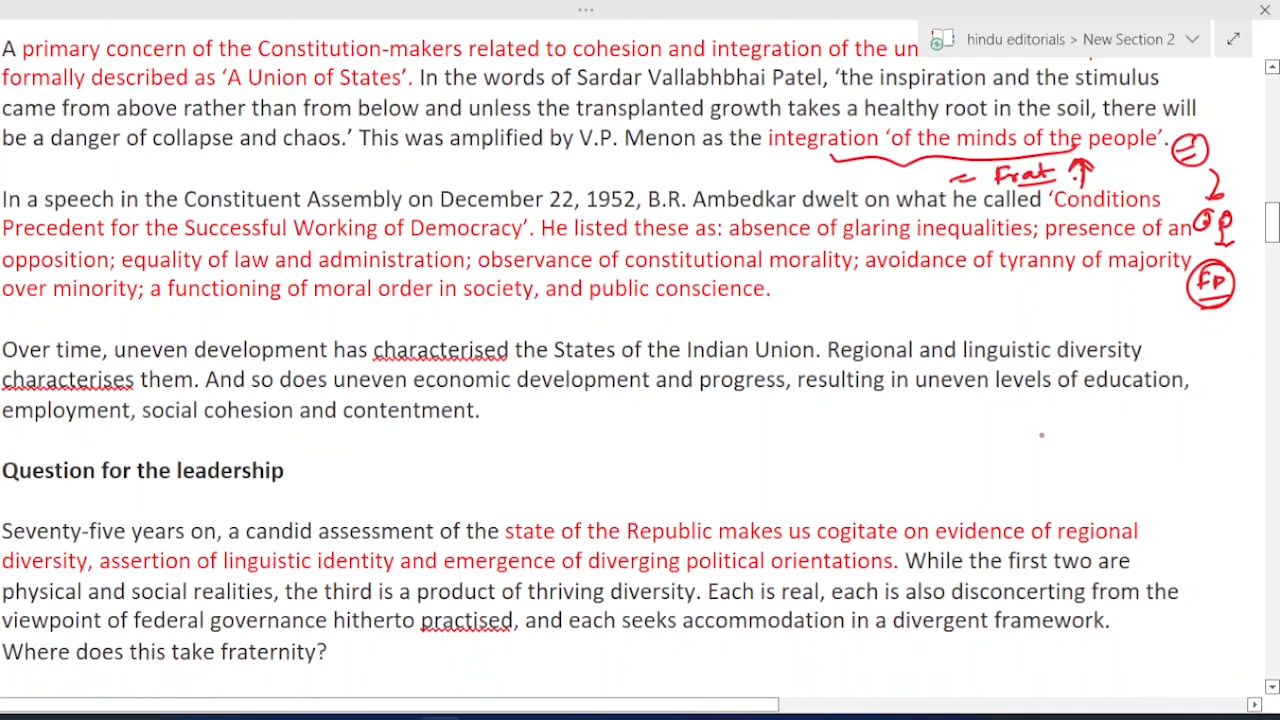 A primary concern of the Constitution-makers related to cohesion and integration of the un
hindu editorials > New Section 2
formally described as ‘A Union of States’. In the words of Sardar Vallabhbhai Patel, ‘the inspiration and the stimulus
came from above rather than from below and unless the transplanted growth takes a healthy root in the soil, there will
be a danger of collapse and chaos.’ This was amplified by V.P. Menon as the integration ‘of the minds of the people’.
Frat
In a speech in the Constituent Assembly on December 22, 1952, B.R. Ambedkar dwelt on what he called ‘Conditions
Precedent for the Successful Working of Democracy’. He listed these as: absence of glaring inequalities; presence of an
opposition; equality of law and administration; observance of constitutional morality; avoidance of tyranny of majority
over minority; a functioning of moral order in society, and public conscience.
FD
Over time, uneven development has characterised the States of the Indian Union. Regional and linguistic diversity
characterises them. And so does uneven economic development and progress, resulting in uneven levels of education,
employment, social cohesion and contentment.
Question for the leadership
Seventy-five years on, a candid assessment of the state of the Republic makes us cogitate on evidence of regional
diversity, assertion of linguistic identity and emergence of diverging political orientations. While the first two are
physical and social realities, the third is a product of thriving diversity. Each is real, each is also disconcerting from the
viewpoint of federal governance hitherto practised, and each seeks accommodation in a divergent framework.
Where does this take fraternity?